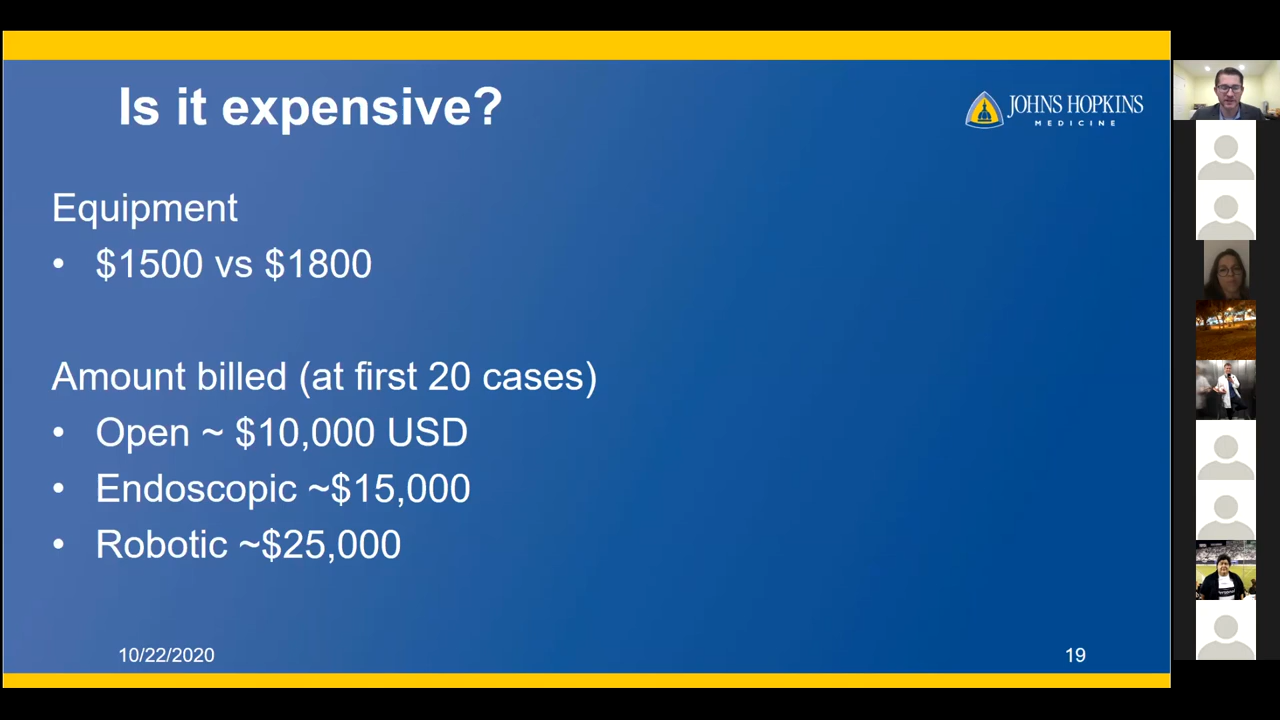 Is it expensive?
JOHNS HOPKINS
MEDICINE
Equipment
• $1500 vs $1800
Amount billed (at first 20 cases)
• Open ~ $10,000 USD
• Endoscopic ~$15,000
• Robotic ~$25,000
10/22/2020
19